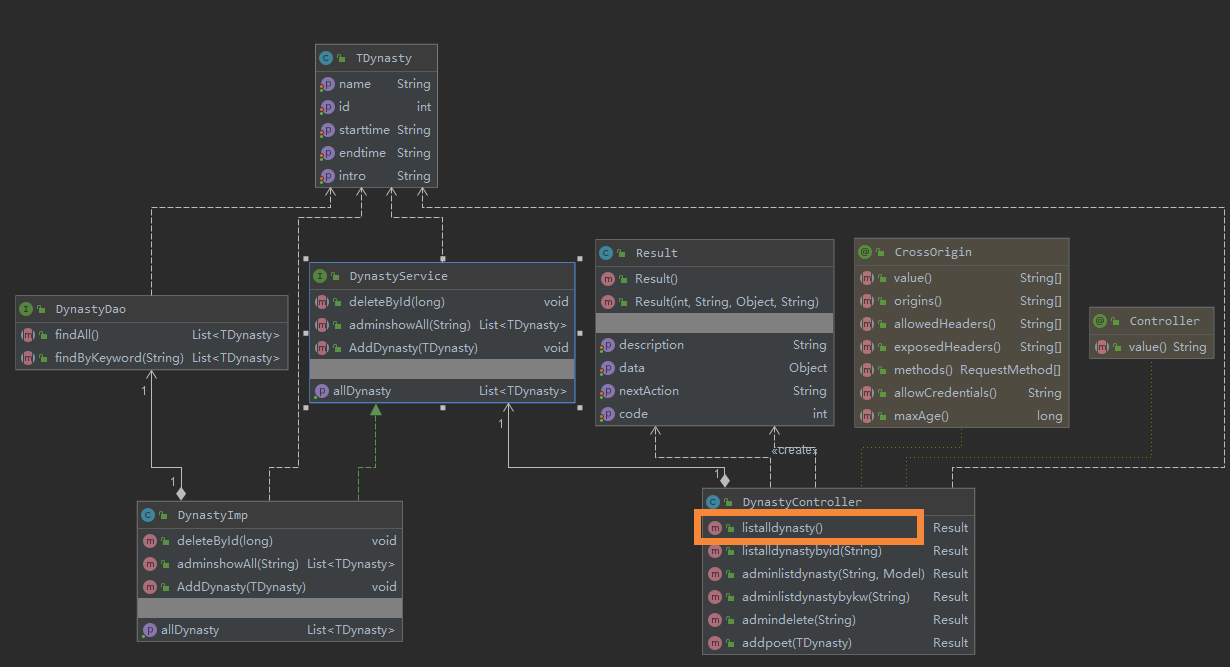 TDynasty
name String
id int
starttime String
endtime String
intro String
DynastyDao
findAll() List<TDynasty>
findByKeyword(String) List<TDynasty>
DynastyService
deleteById(long) void
adminshowAll(String) List<TDynasty>
AddDynasty(TDynasty) void
allDynasty List<TDynasty>
Result
Result()
Result(int, String, Object, String)
description String
data Object
nextAction String
code int
CrossOrigin
value() String[]
origins() String[]
allowedHeaders() String[]
exposedHeaders() String[]
methods() RequestMethod[]
allowCredentials() String
maxAge() long
Controller
value() String
1
1
1
1
«create»
DynastyImp
deleteById(long) void
adminshowAll(String) List<TDynasty>
AddDynasty(TDynasty) void
allDynasty List<TDynasty>
DynastyController
listalldynasty() Result
listalldynastybyid(String) Result
adminlistdynasty(String, Model) Result
adminlistdynastybykw(String) Result
admindelete(String) Result
addpoet(TDynasty) Result